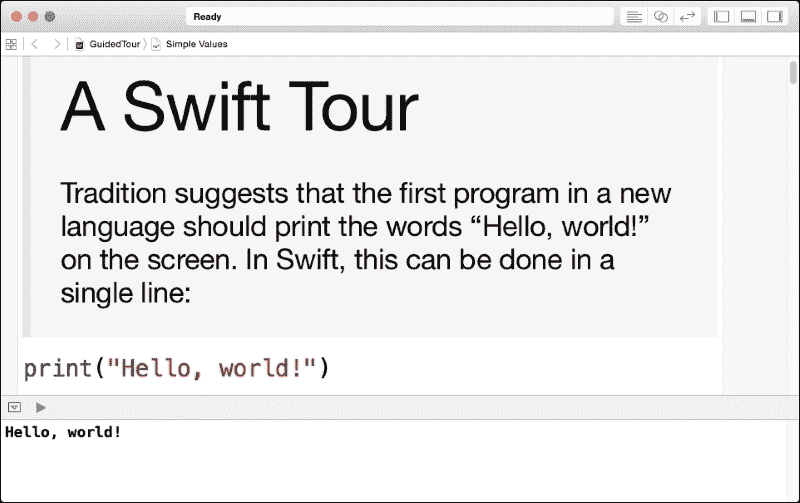 Ready
GuidedTour Simple Values
A Swift Tour
Tradition suggests that the first program in a new
language should print the words “Hello, world!”
on the screen. In Swift, this can be done in a
single line:
print("Hello, world!")
Hello, world!